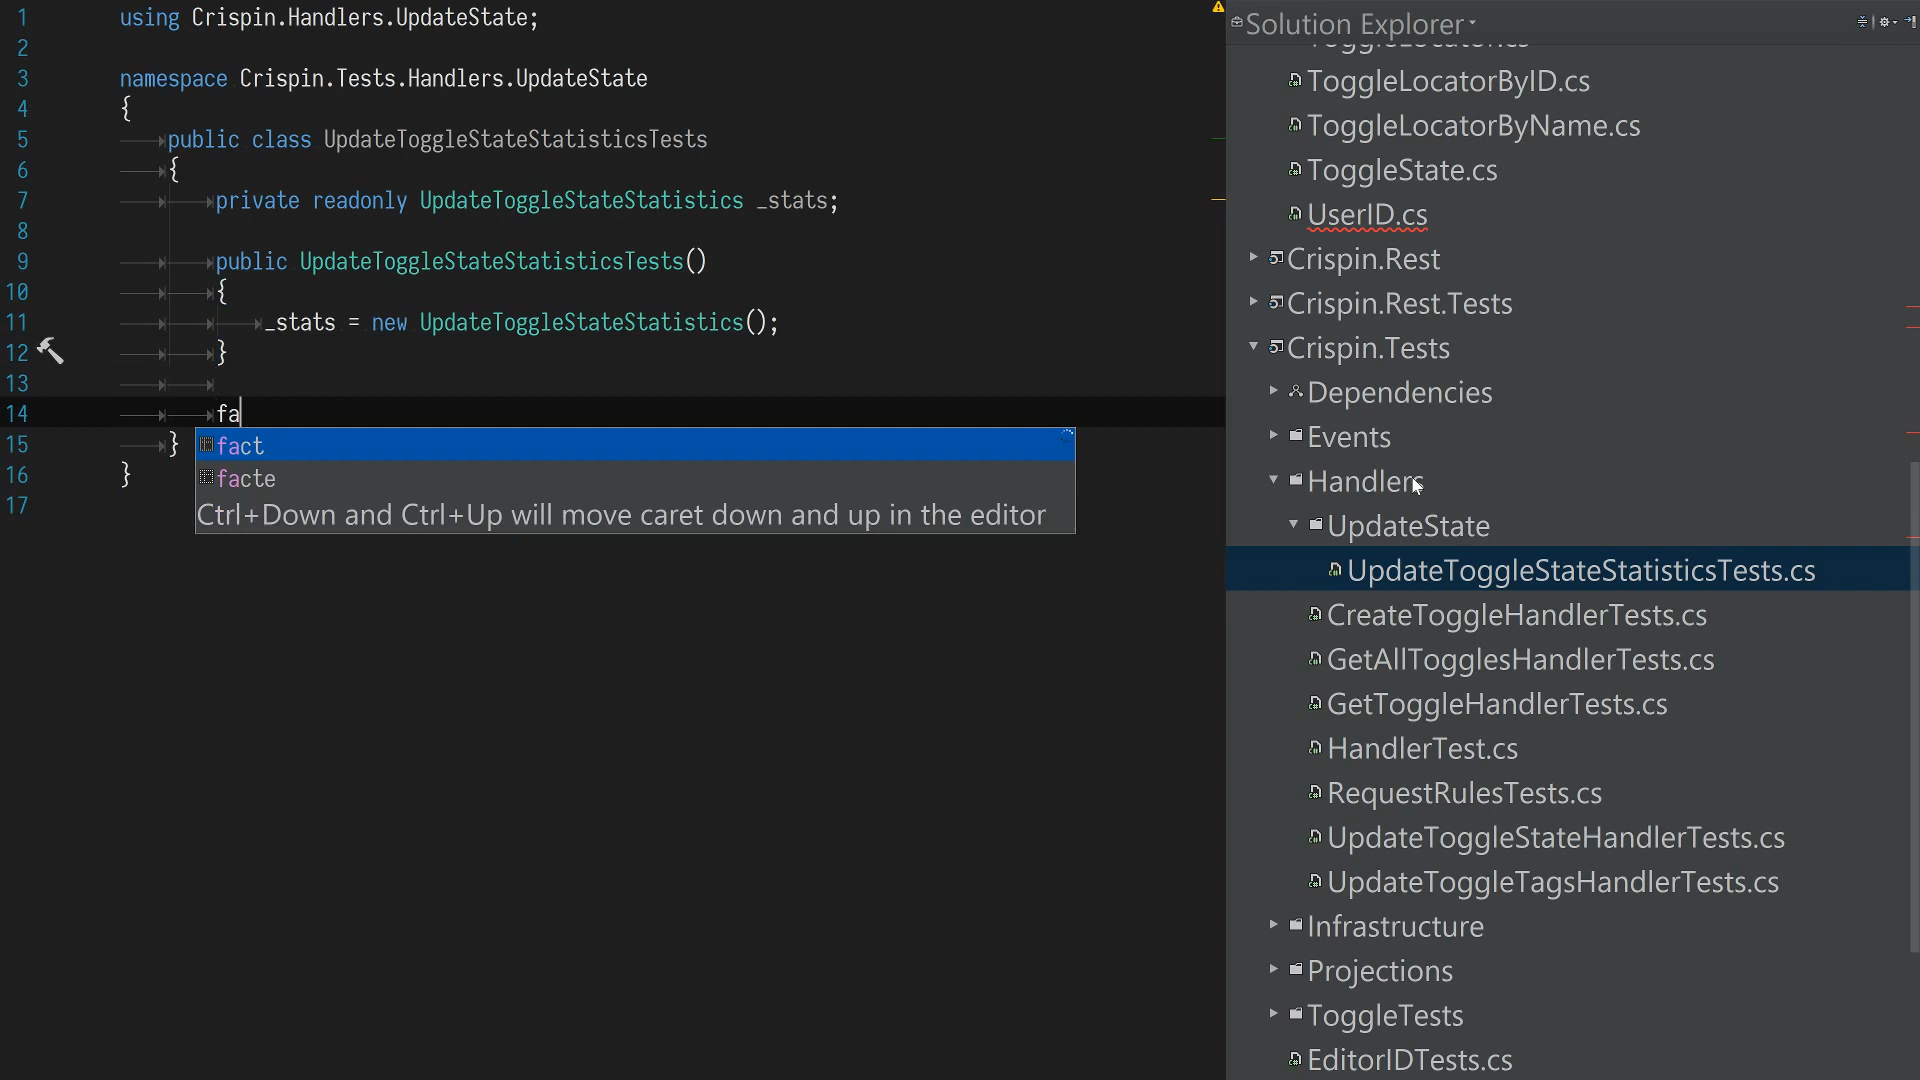 1 using Crispin.Handlers.UpdateState;
2
3 namespace Crispin.Tests.Handlers.UpdateState
4 {
5 public class UpdateToggleStateStatisticsTests
6 {
7 private readonly UpdateToggleStateStatistics _stats;
8
9 public UpdateToggleStateStatisticsTests()
10 {
11 _stats = new UpdateToggleStateStatistics();
12 }
13
14 fa
15 }
16 }
17
fact
facte
Ctrl+Down and Ctrl+Up will move caret down and up in the editor
Solution Explorer
ToggleLocator.cs
ToggleLocatorByID.cs
ToggleLocatorByName.cs
ToggleState.cs
UserID.cs
Crispin.Rest
Crispin.Rest.Tests
Crispin.Tests
Dependencies
Events
Handlers
UpdateState
UpdateToggleStateStatisticsTests.cs
CreateToggleHandlerTests.cs
GetAllTogglesHandlerTests.cs
GetToggleHandlerTests.cs
HandlerTest.cs
RequestRulesTests.cs
UpdateToggleStateHandlerTests.cs
UpdateToggleTagsHandlerTests.cs
Infrastructure
Projections
ToggleTests
EditorIDTests.cs